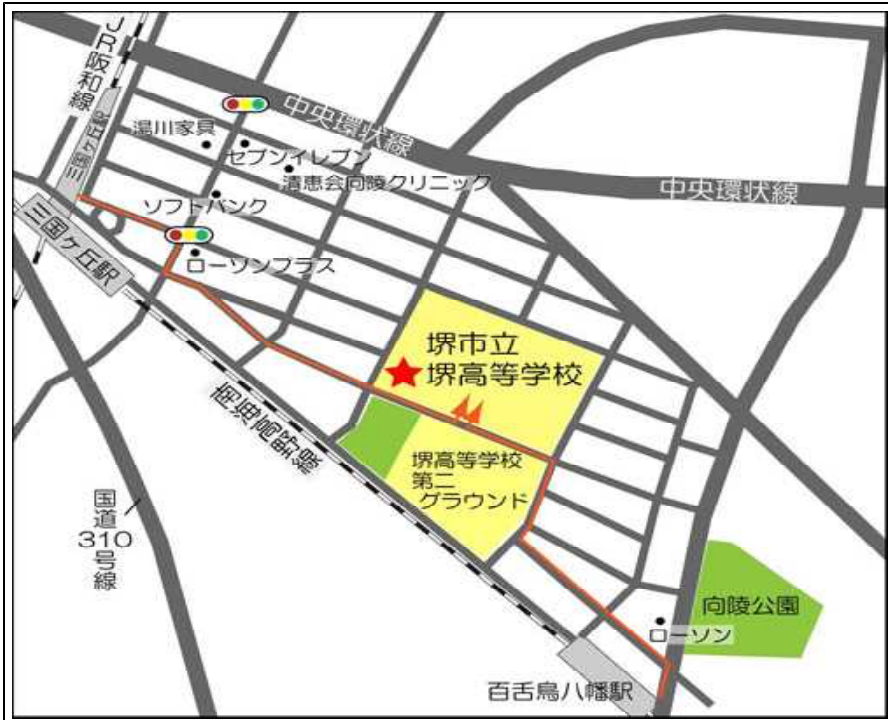 JR阪和線
三国ヶ丘駅
三国ヶ丘駅
中央環状線
中央環状線
湯川家具
セブンイレブン
清恵会向陵クリニック
ソフトバンク
ローソンプラス
堺市立
堺高等学校
堺高等学校
第二
グラウンド
南海高野線
国道
310
号線
向陵公園
ローソン
百舌鳥八幡駅